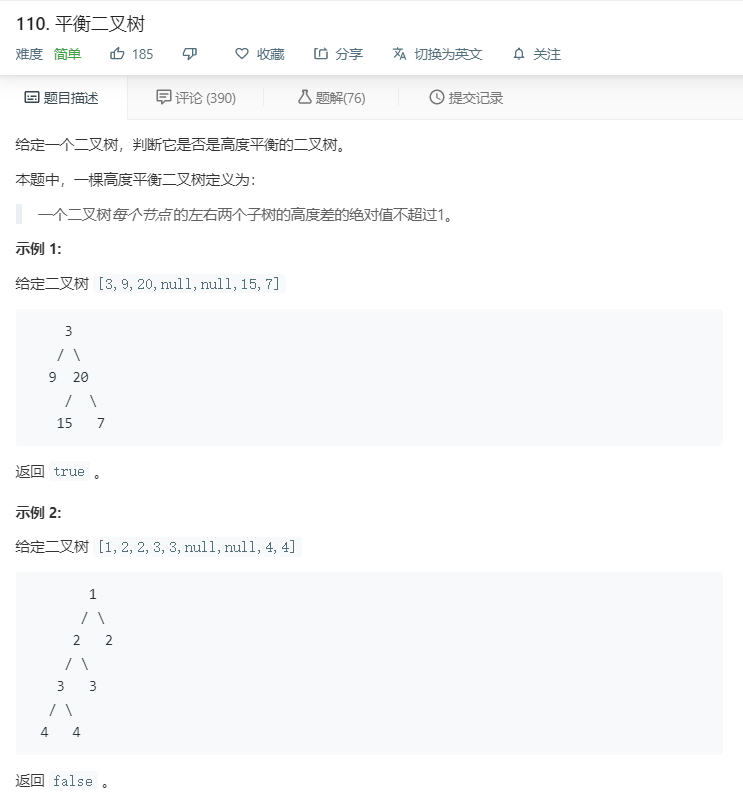 110. 平衡二叉树
难度 简单 185 收藏 分享 切换为英文 关注
题目描述 评论 (390) 题解(76) 提交记录
给定一个二叉树，判断它是否是高度平衡的二叉树。
本题中，一棵高度平衡二叉树定义为：
一个二叉树每个节点 的左右两个子树的高度差的绝对值不超过1。
示例 1:
给定二叉树 [3,9,20,null,null,15,7]
3
/ \
9 20
/ \
15 7
返回 true 。
示例 2:
给定二叉树 [1,2,2,3,3,null,null,4,4]
1
/ \
2 2
/ \
3 3
/ \
4 4
返回 false 。